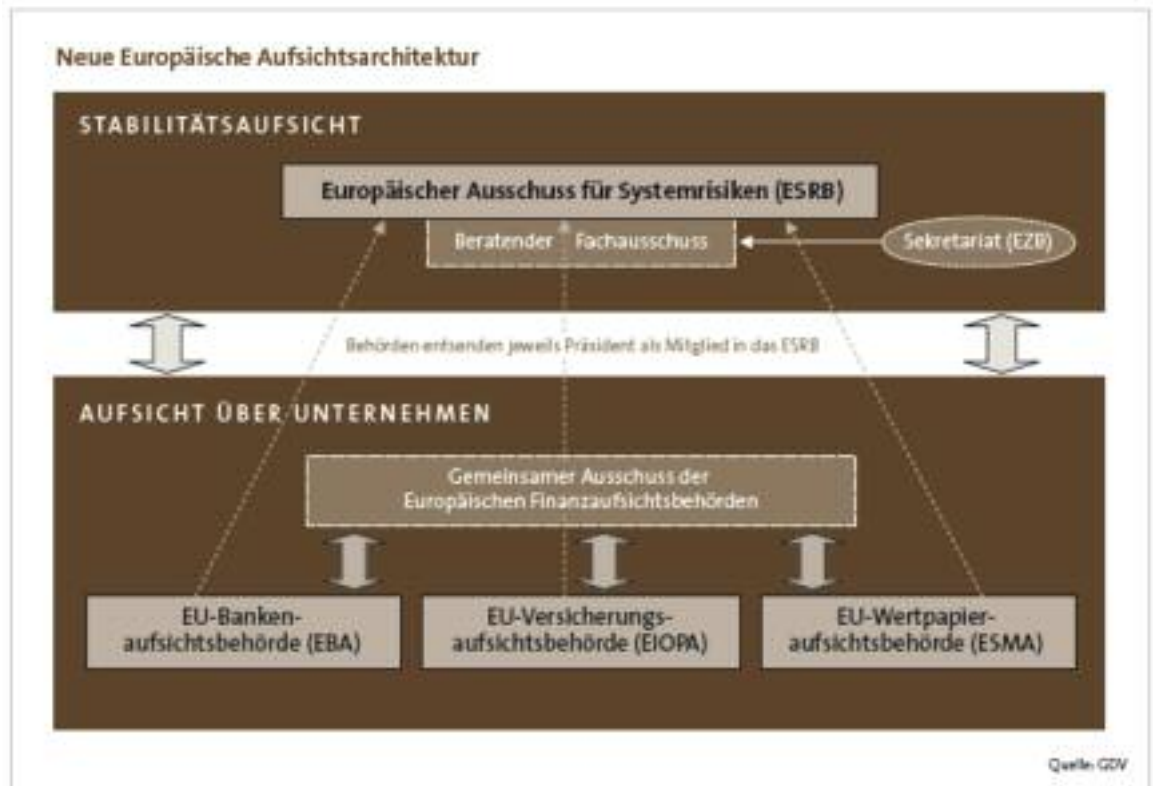 Neue Europäische Aufsichtsarchitektur
STABILITÄTSAUFSICHT
Europäischer Ausschuss für Systemrisiken (ESRB)
Beratender Fachausschuss
Sekretariat (EZB)
Behörden entsenden jeweils Präsident als Mitglied in das ESRB
AUFSICHT ÜBER UNTERNEHMEN
Gemeinsamer Ausschuss der
Europäischen Finanzaufsichtsbehörden
EU-Banken-
aufsichtsbehörde (EBA)
EU-Versicherungs-
aufsichtsbehörde (EIOPA)
EU-Wertpapier-
aufsichtsbehörde (ESMA)
Quelle: GDV